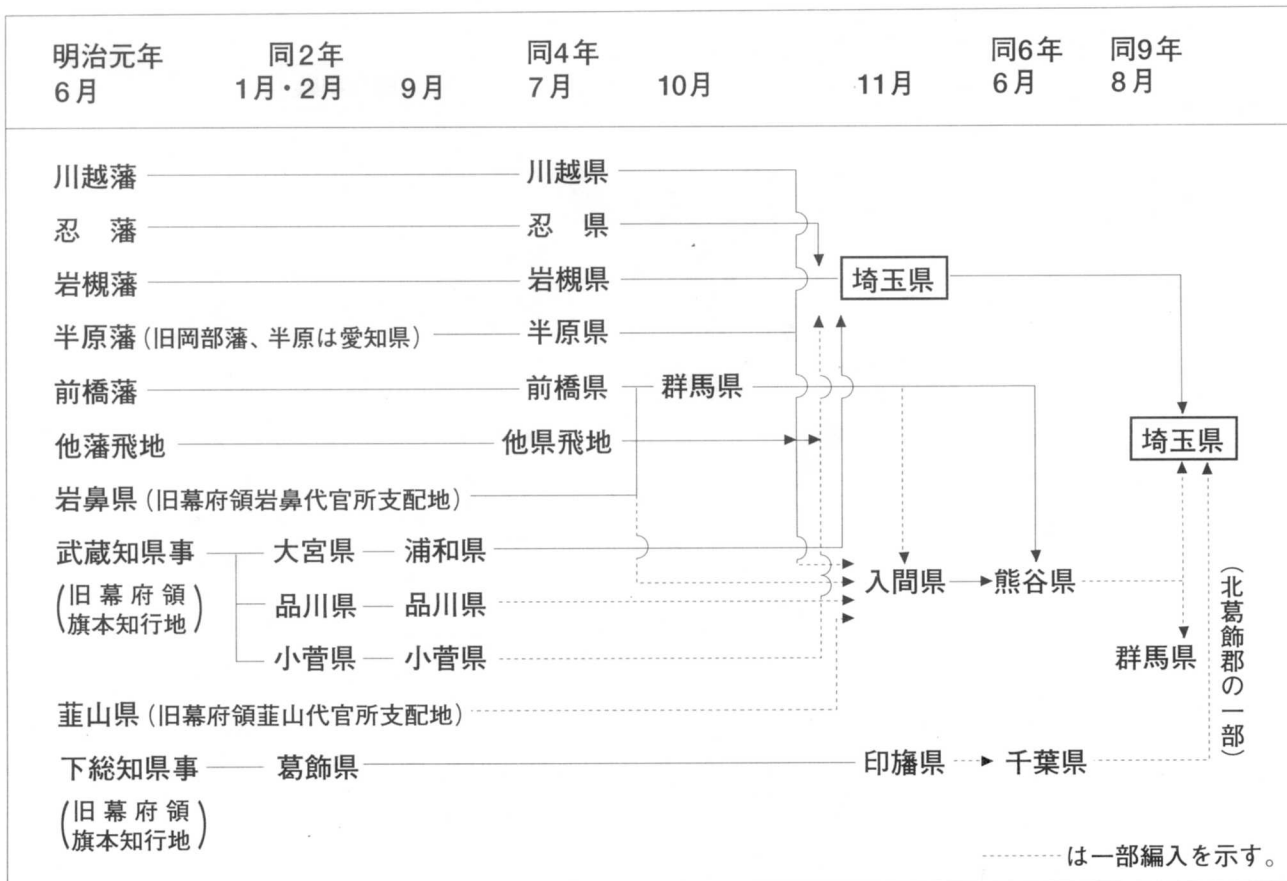 明治元年 同2年 同4年 同6年 同9年
6月 1月・2月 9月 7月 10月 11月 6月 8月
川越藩 川越県
忍 藩 忍 県
岩槻藩 岩槻県 埼玉県
半原藩(旧岡部藩、半原は愛知県) 半原県
前橋藩 前橋県 群馬県
他藩飛地 他県飛地 埼玉県
岩鼻県(旧幕府領岩鼻代官所支配地)
武蔵知県事 大宮県 浦和県
(旧幕府領
旗本知行地)
入間県 熊谷県
品川県 品川県
小菅県 小菅県 群馬県
(北葛飾郡の一部)
韮山県(旧幕府領韮山代官所支配地)
下総知県事 葛飾県 印旛県 千葉県
(旧幕府領
旗本知行地)
は一部編入を示す。